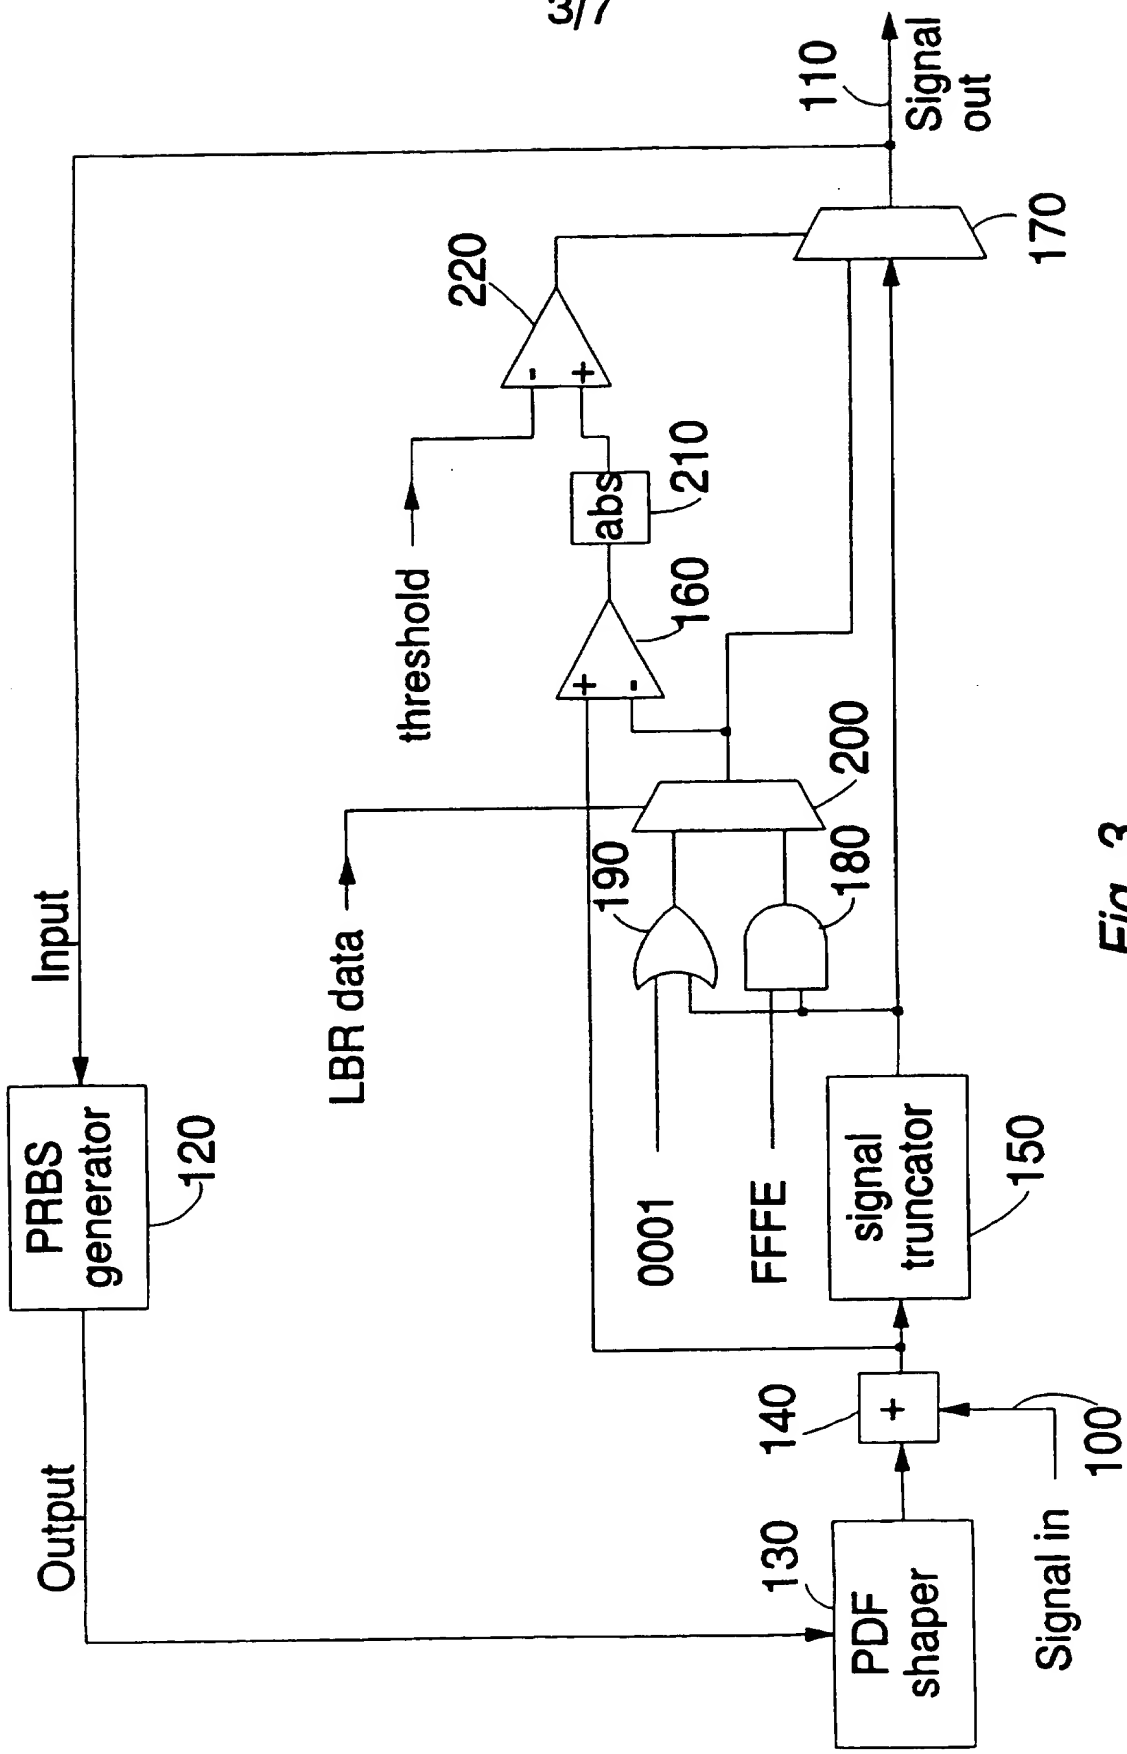 3/7
Output
Input
PRBS
generator
120
LBR data
threshold
220
-
+
abs
210
+
-
160
110
Signal
out
170
200
190
180
0001
FFFE
signal
truncator
150
140
+
130
PDF
shaper
Signal in
100
Fig. 3